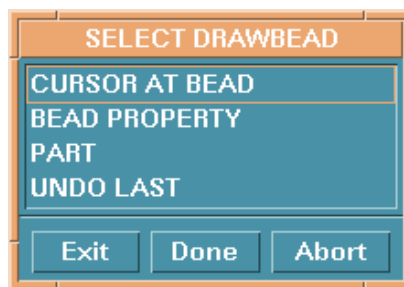 SELECT DRAWBEAD
CURSOR AT BEAD
BEAD PROPERTY
PART
UNDO LAST
Exit Done Abort